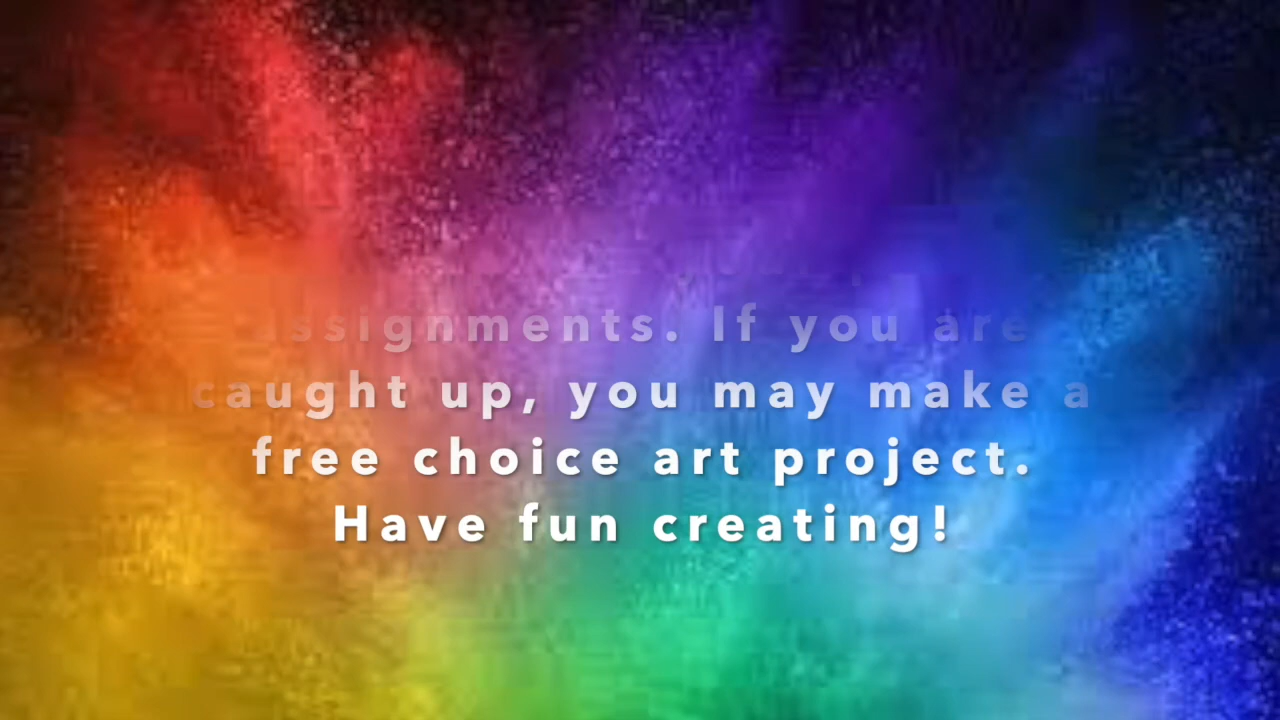 assignments. If you are
caught up, you may make a
free choice art project.
Have fun creating!